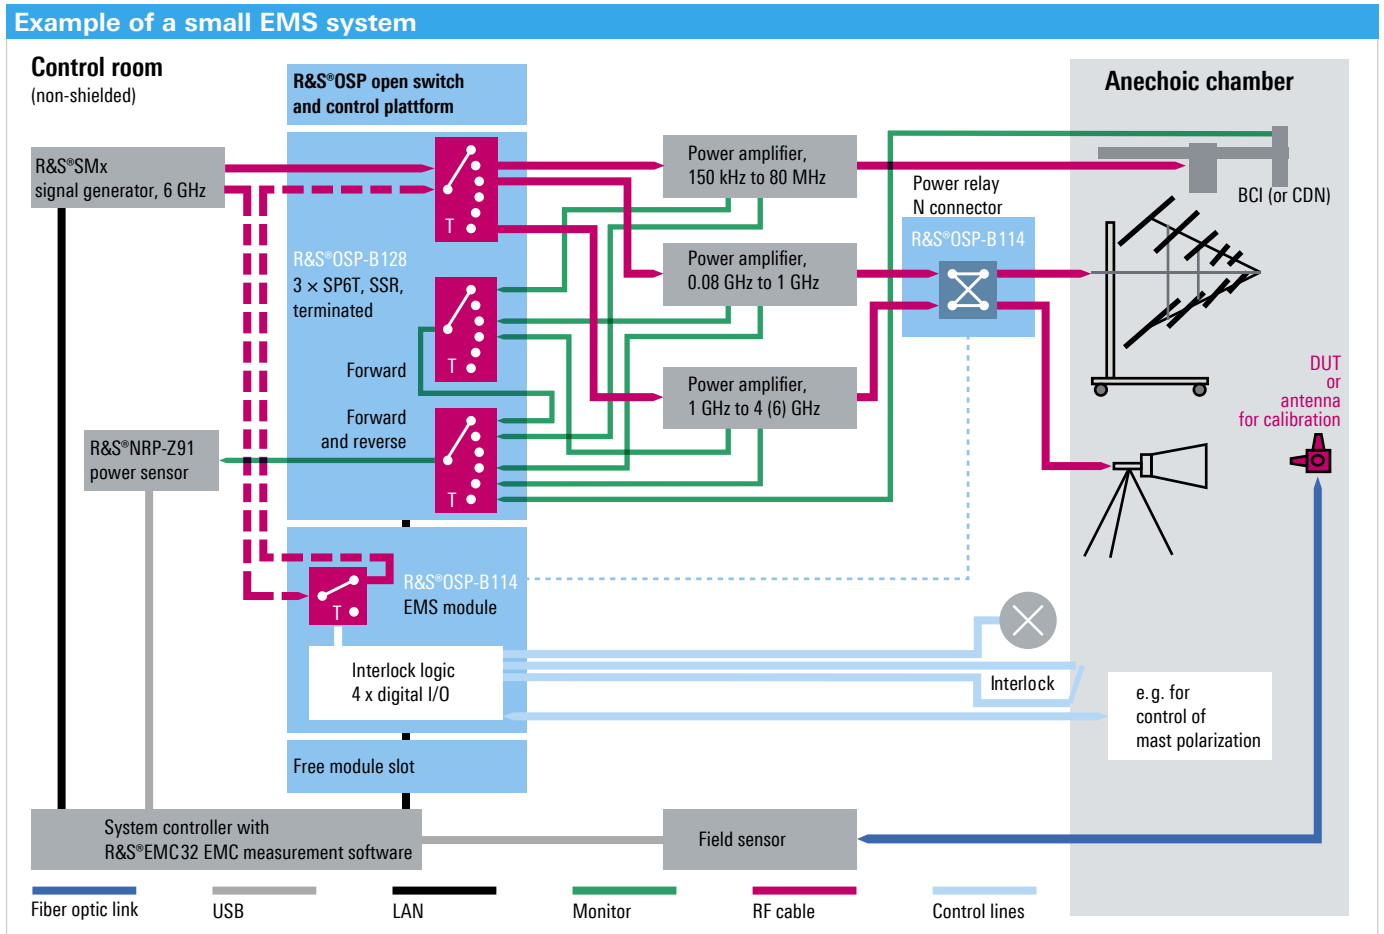 Example of a small EMS system
Control room
(non-shielded)
R&S®OSP open switch
and control plattform
Anechoic chamber
R&S®SMx
signal generator, 6 GHz
T
R&S®OSP-B128
3 × SP6T, SSR,
terminated
T
Forward
Forward
and reverse
T
R&S®NRP-Z91
power sensor
Power amplifier,
150 kHz to 80 MHz
Power amplifier,
0.08 GHz to 1 GHz
Power amplifier,
1 GHz to 4 (6) GHz
Power relay
N connector
R&S®OSP-B114
BCI (or CDN)
DUT
or
antenna
for calibration
R&S®OSP-B114
EMS module
T
Interlock logic
4 x digital I/O
Interlock
e.g. for
control of
mast polarization
Free module slot
System controller with
R&S®EMC32 EMC measurement software
Field sensor
Fiber optic link
USB
LAN
Monitor
RF cable
Control lines